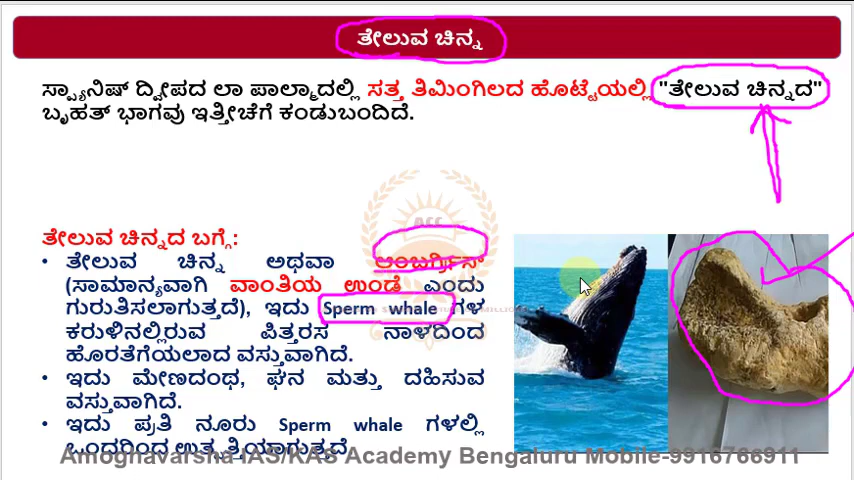 ತೇಲುವ ಚಿನ್ನ
ಸ್ಪ್ಯಾನಿಷ್ ದ್ವೀಪದ ಲಾ ಪಾಲ್ಮಾದಲ್ಲಿ ಸತ್ತ ತಿಮಿಂಗಿಲದ ಹೊಟ್ಟೆಯಲ್ಲಿ "ತೇಲುವ ಚಿನ್ನದ"
ಬೃಹತ್ ಭಾಗವು ಇತ್ತೀಚೆಗೆ ಕಂಡುಬಂದಿದೆ.
ತೇಲುವ ಚಿನ್ನದ ಬಗ್ಗೆ:
• ತೇಲುವ ಚಿನ್ನ ಅಥವಾ ಅಂಬರ್ಗ್ರಿಸ್
(ಸಾಮಾನ್ಯವಾಗಿ ವಾಂತಿಯ ಉಂಡೆ ಎಂದು
ಗುರುತಿಸಲಾಗುತ್ತದೆ), ಇದು Sperm whale ಗಳ
ಕರುಳಿನಲ್ಲಿರುವ ಪಿತ್ತರಸ ನಾಳದಿಂದ
ಹೊರತೆಗೆಯಲಾದ ವಸ್ತುವಾಗಿದೆ.
• ಇದು ಮೇಣದಂಥ, ಘನ ಮತ್ತು ದಹಿಸುವ
ವಸ್ತುವಾಗಿದೆ.
• ಇದು ಪ್ರತಿ ನೂರು Sperm whale ಗಳಲ್ಲಿ
ಒಂದರಿಂದ ಉತ್ಪತ್ತಿಯಾಗುತ್ತದೆ
Amoghavarsha IAS/KAS Academy Bengaluru Mobile-9916766911